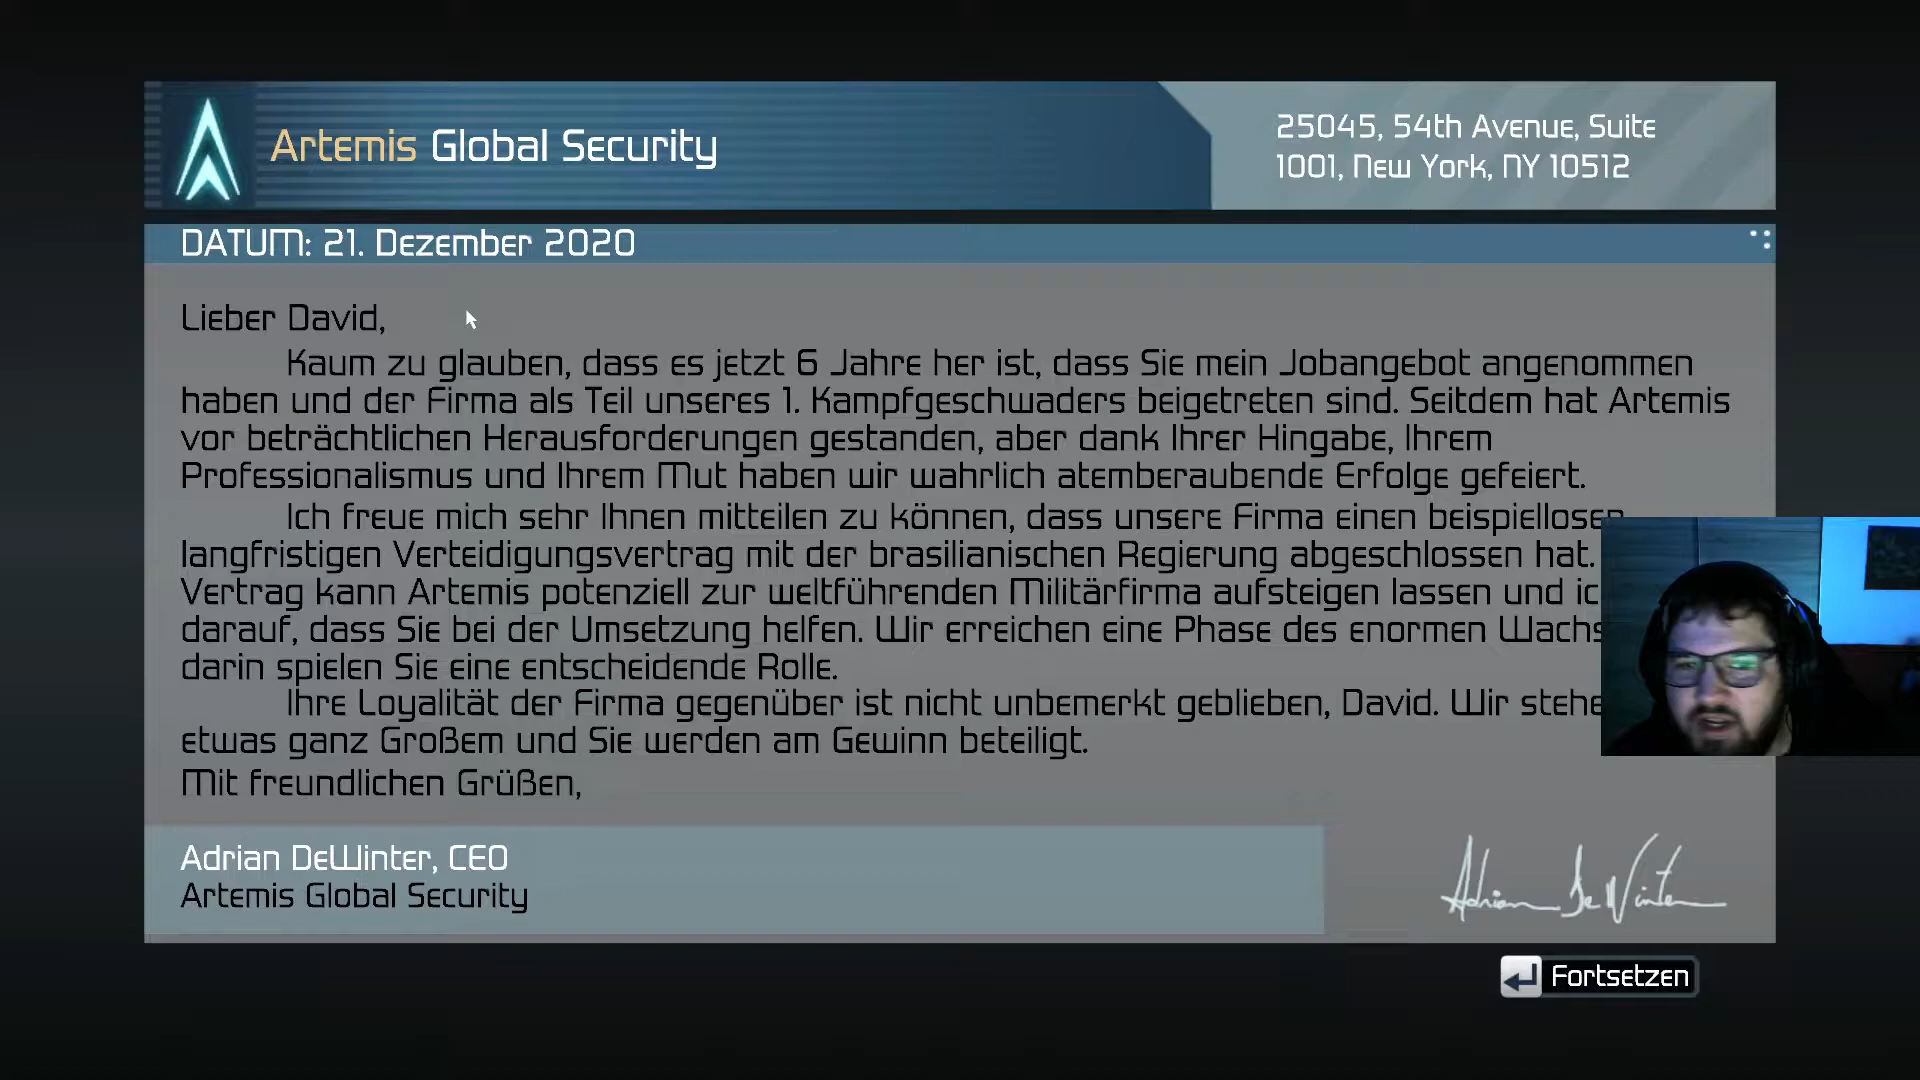 Artemis Global Security
25045, 54th Avenue, Suite
1001, New York, NY 10512
DATUM: 21. Dezember 2020
Lieber David,
Kaum zu glauben, dass es jetzt 6 Jahre her ist, dass Sie mein Jobangebot angenommen
haben und der Firma als Teil unseres 1. Kampfgeschwaders beigetreten sind. Seitdem hat Artemis
vor beträchtlichen Herausforderungen gestanden, aber dank Ihrer Hingabe, Ihrem
Professionalismus und Ihrem Mut haben wir wahrlich atemberaubende Erfolge gefeiert.
Ich freue mich sehr Ihnen mitteilen zu können, dass unsere Firma einen beispiellosen
langfristigen Verteidigungsvertrag mit der brasilianischen Regierung abgeschlossen hat.
Vertrag kann Artemis potenziell zur weltführenden Militärfirma aufsteigen lassen und
darauf, dass Sie bei der Umsetzung helfen. Wir erreichen eine Phase des enormen
darin spielen Sie eine entscheidende Rolle.
Ihre Loyalität der Firma gegenüber ist nicht unbemerkt geblieben, David. Wir
etwas ganz Großem und Sie werden am Gewinn beteiligt.
Mit freundlichen Grüßen,
Adrian DeWinter, CEO
Artemis Global Security
Adrian DeWinter
Fortsetzen